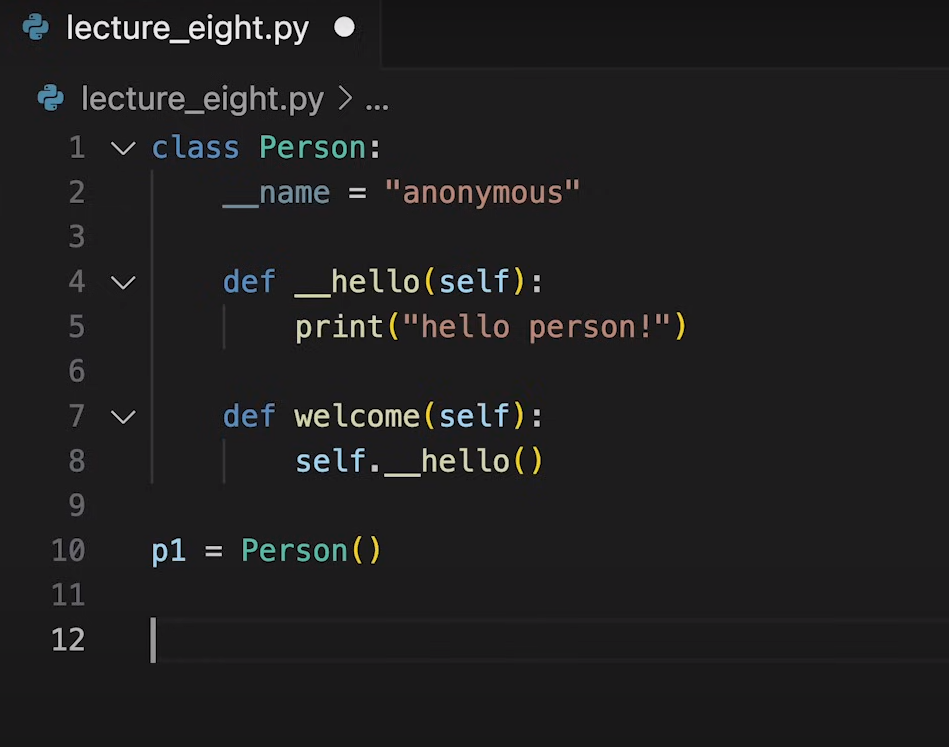 lecture_eight.py
lecture_eight.py > ...
1 class Person:
2 __name = "anonymous"
3
4 def __hello(self):
5 print("hello person!")
6
7 def welcome(self):
8 self.__hello()
9
10 p1 = Person()
11
12